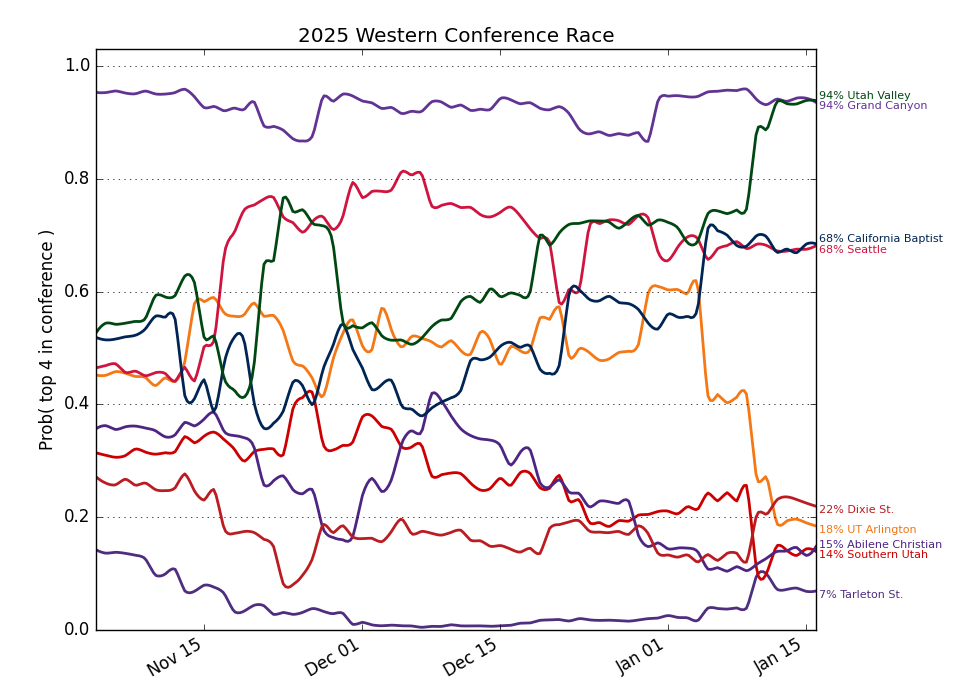 2025 Western Conference Race
Prob( top 4 in conference )
1.0
0.8
0.6
0.4
0.2
0.0
Nov 15
Dec 01
Dec 15
Jan 01
Jan 15
94% Utah Valley
94% Grand Canyon
68% California Baptist
68% Seattle
22% Dixie St.
18% UT Arlington
15% Abilene Christian
14% Southern Utah
7% Tarleton St.